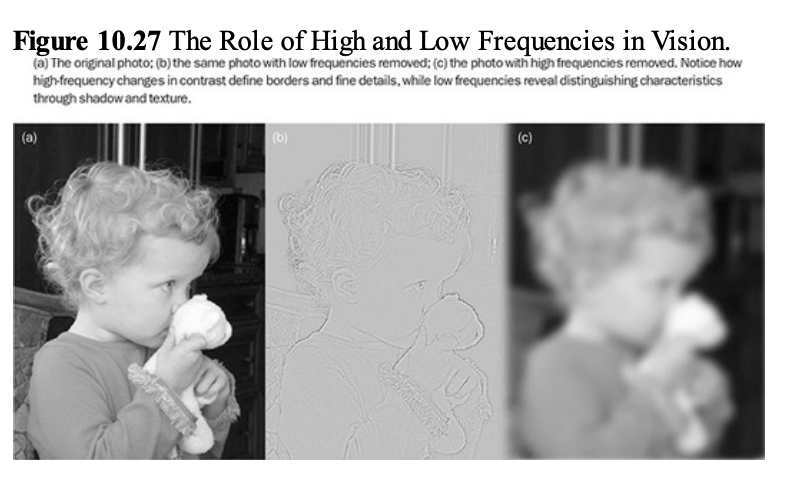 Figure 10.27 The Role of High and Low Frequencies in Vision.
(a) The original photo; (b) the same photo with low frequencies removed; (c) the photo with high frequencies removed. Notice how
high-frequency changes in contrast define borders and fine details, while low frequencies reveal distinguishing characteristics
through shadow and texture.
(a) (b) (c)